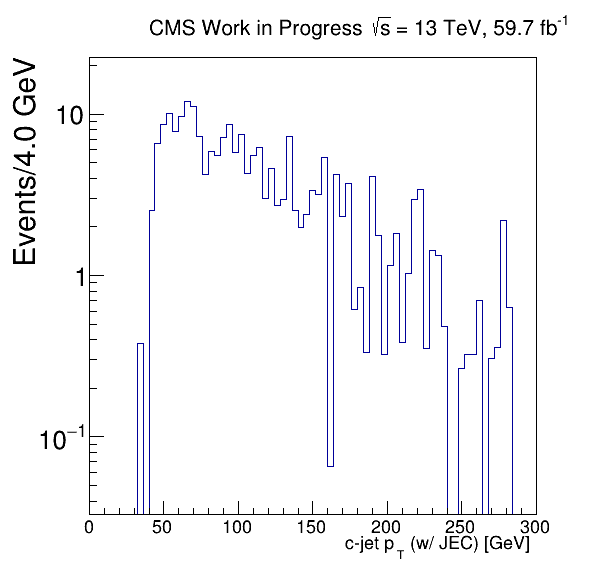 CMS Work in Progress √s = 13 TeV, 59.7 fb⁻¹
Events/4.0 GeV
10
1
10⁻¹
0 50 100 150 200 250 300
c-jet p_T (w/ JEC) [GeV]